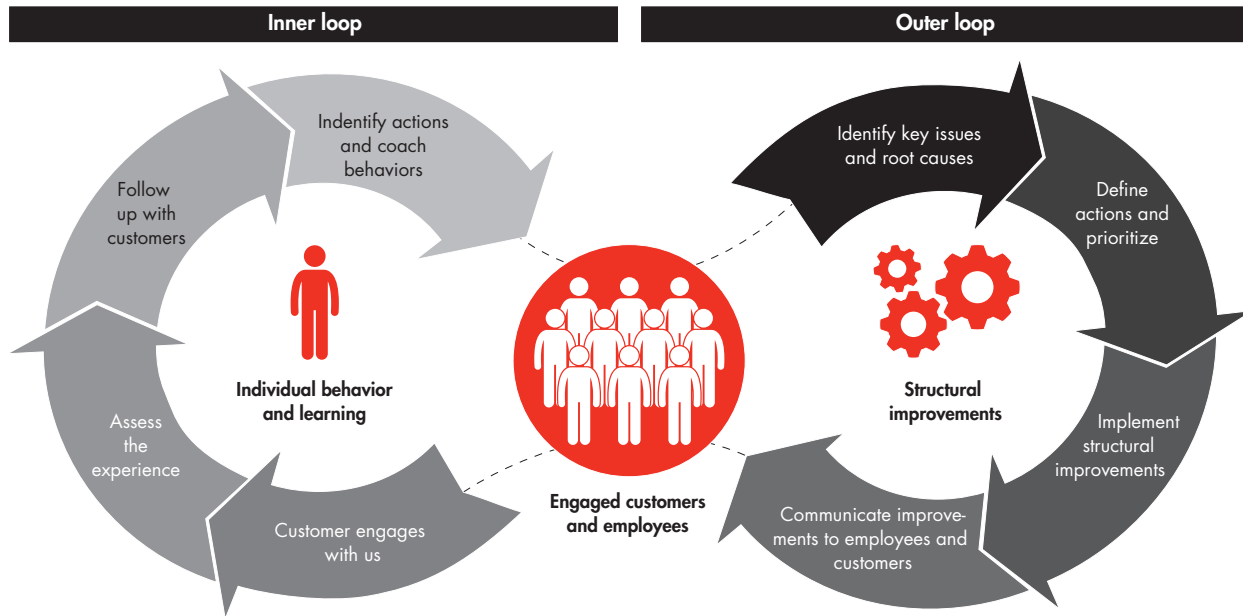 Inner loop
Indentify actions
and coach
behaviors
Follow
up with
customers
Individual behavior
and learning
Assess
the
experience
Customer engages
with us
Engaged customers
and employees
Outer loop
Identify key issues
and root causes
Define
actions and
prioritize
Structural
improvements
Implement
structural
improvements
Communicate improve-
ments to employees and
customers